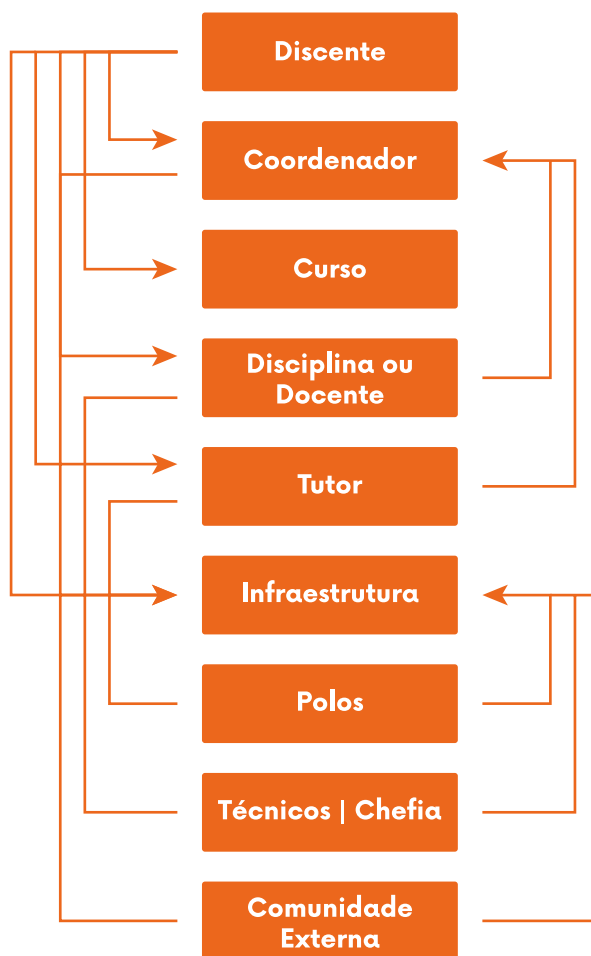 Discente
Coordenador
Curso
Disciplina ou
Docente
Tutor
Infraestrutura
Polos
Técnicos | Chefia
Comunidade
Externa